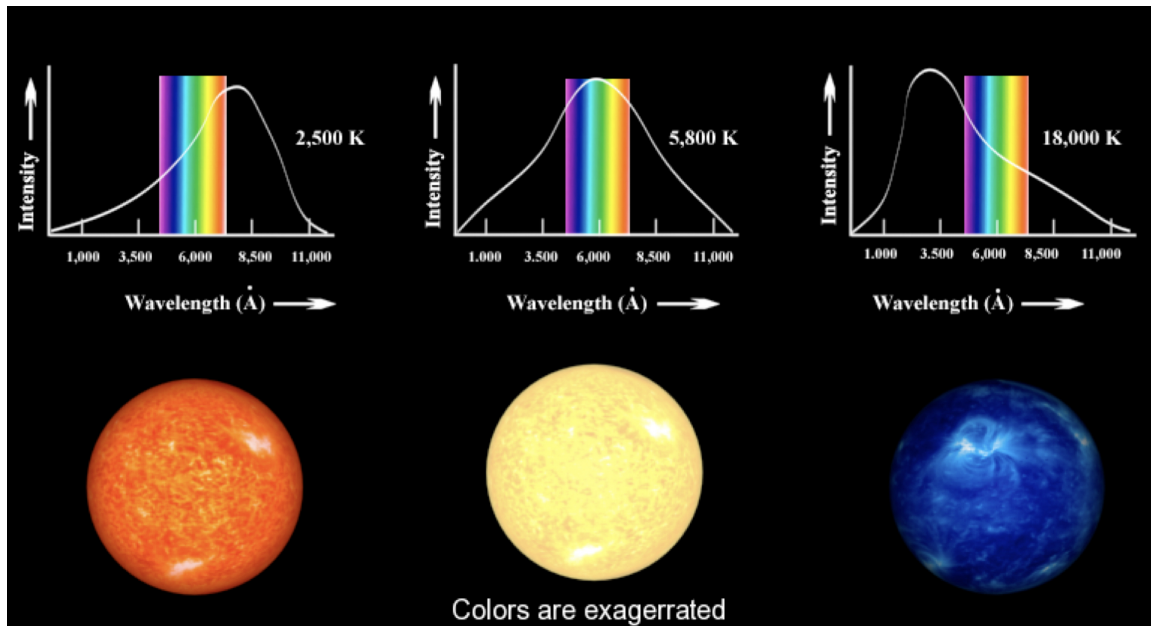 Intensity
2,500 K
1,000 3,500 6,000 8,500 11,000
Wavelength (Å)
Intensity
5,800 K
1.000 3.500 6,000 8,500 11,000
Wavelength (Å)
Intensity
18,000 K
1.000 3.500 6,000 8,500 11,000
Wavelength (Å)
Colors are exagerrated